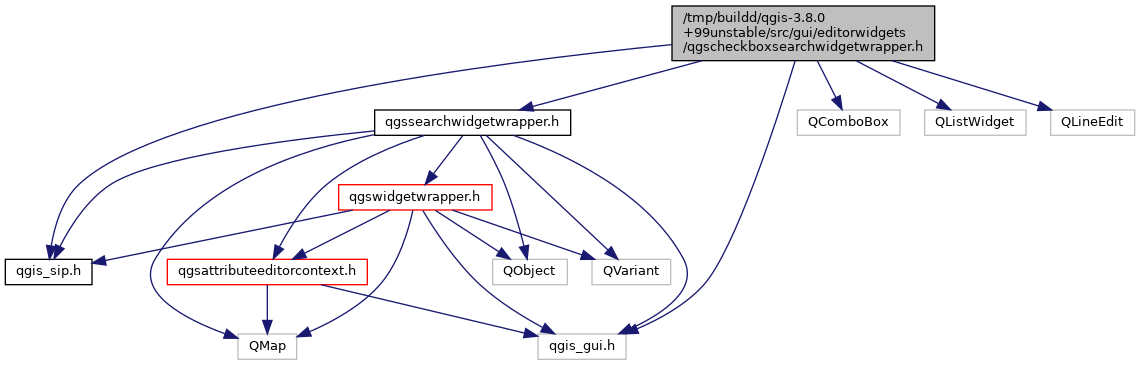 /tmp/buildd/qgis-3.8.0
+99unstable/src/gui/editorwidgets
/qgscheckboxsearchwidgetwrapper.h
qgssearchwidgetwrapper.h
QComboBox
QListWidget
QLineEdit
qgswidgetwrapper.h
qgis_sip.h
qgsattributeeditorcontext.h
QObject
QVariant
QMap
qgis_gui.h